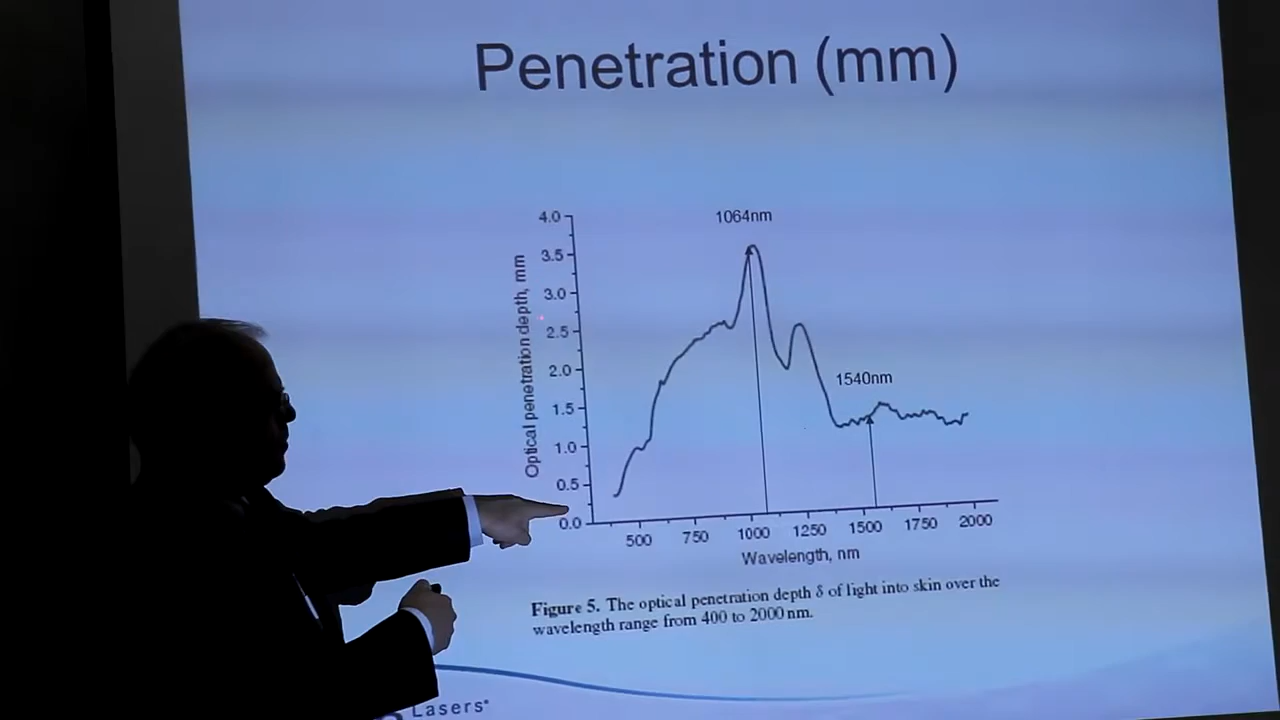 Penetration (mm)
1064nm
4.0
3.5
3.0
2.5
2.0
1.5
1.0
0.5
0.0
Optical penetration depth, mm
1540nm
500 750 1000 1250 1500 1750 2000
Wavelength, nm
Figure 5. The optical penetration depth δ of light into skin over the
wavelength range from 400 to 2000 nm.
Lasers